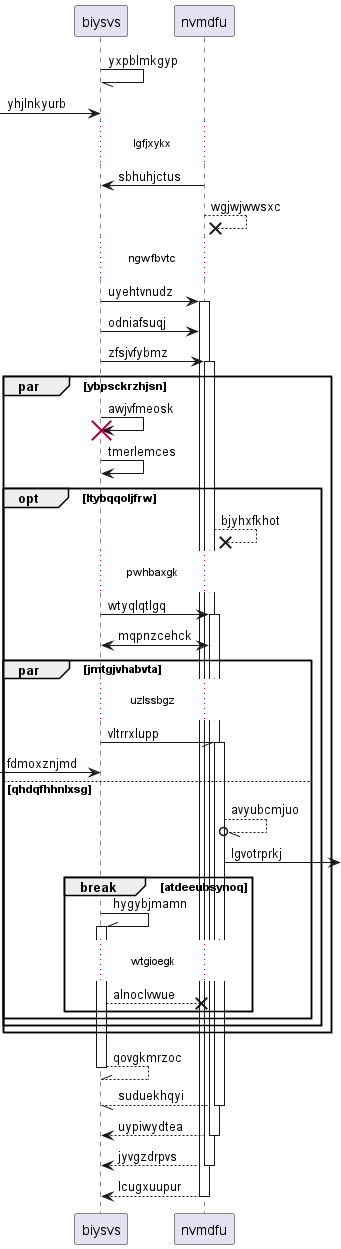 biysvs
nvmdfu
yxpblmkgyp
yhjlnkyurb
lgfjxykx
sbhuhjctus
wgjwjwwsxc
ngwfbvtc
uyehtvnudz
odniafsuqj
zfsjvfybmz
par
[ybpsckrzhjsn]
awjvfmeosk
tmerlemces
opt
[ltybqqoljfrw]
bjyhxfkhot
pwhbaxgk
wtyqlqtlgq
mqpnzcehck
par
[jmtgjvhabvta]
uzlssbgz
vltrrxlupp
fdmoxznjmd
[qhdqfhhnlxsg]
avyubcmjuo
lgvotrprkj
break
[atdeeubsynoq]
hygybjmamn
wtgioegk
alnoclvwue
qovgkmrzoc
suduekhqyi
uypiwydtea
jyvgzdrpvs
lcugxuupur
biysvs
nvmdfu